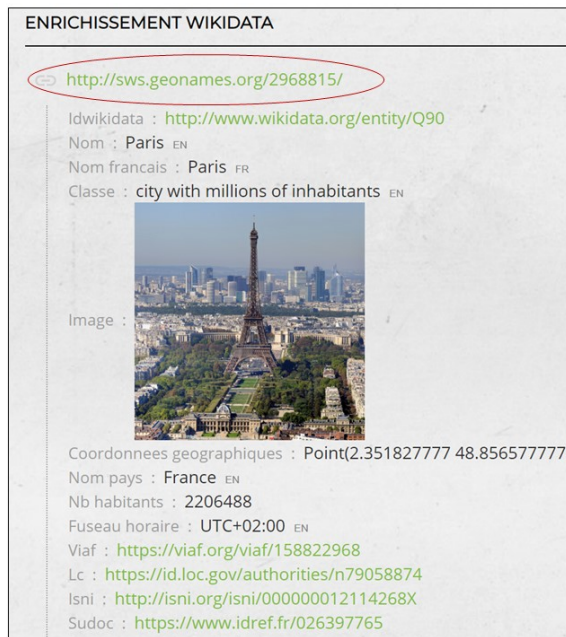 ENRICHISSEMENT WIKIDATA
http://sws.geonames.org/2968815/
Idwikidata : http://www.wikidata.org/entity/Q90
Nom : Paris EN
Nom francais : Paris FR
Classe : city with millions of inhabitants EN
Image :
Coordonnees geographiques : Point(2.351827777 48.856577777
Nom pays : France EN
Nb habitants : 2206488
Fuseau horaire : UTC+02:00 EN
Viaf : https://viaf.org/viaf/158822968
Lc : https://id.loc.gov/authorities/n79058874
Isni : http://isni.org/isni/000000012114268X
Sudoc : https://www.idref.fr/026397765